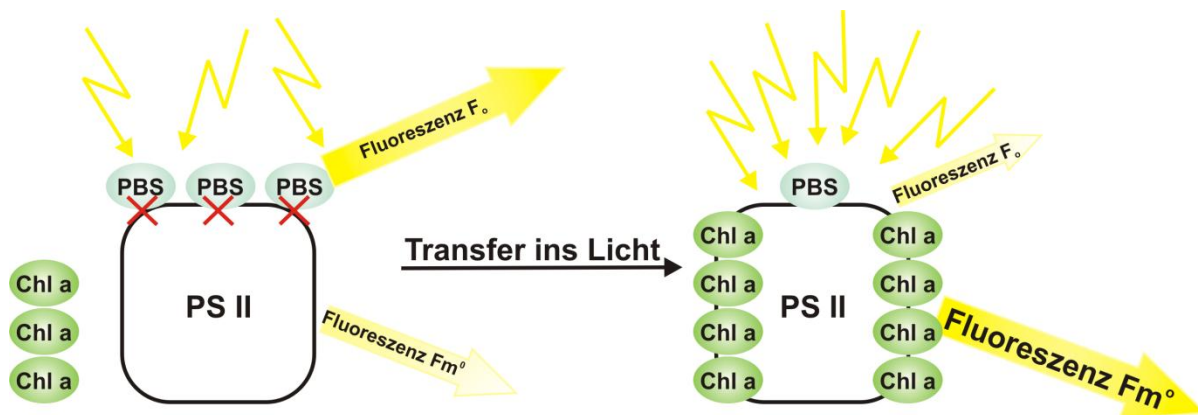 Fluoreszenz F₀
PBS PBS PBS
Chl a
Chl a
Chl a
PS II
Fluoreszenz Fm⁰
Transfer ins Licht
Fluoreszenz F₀
PBS
Chl a Chl a
Chl a Chl a
PS II
Chl a Chl a
Chl a Chl a
Fluoreszenz Fm°